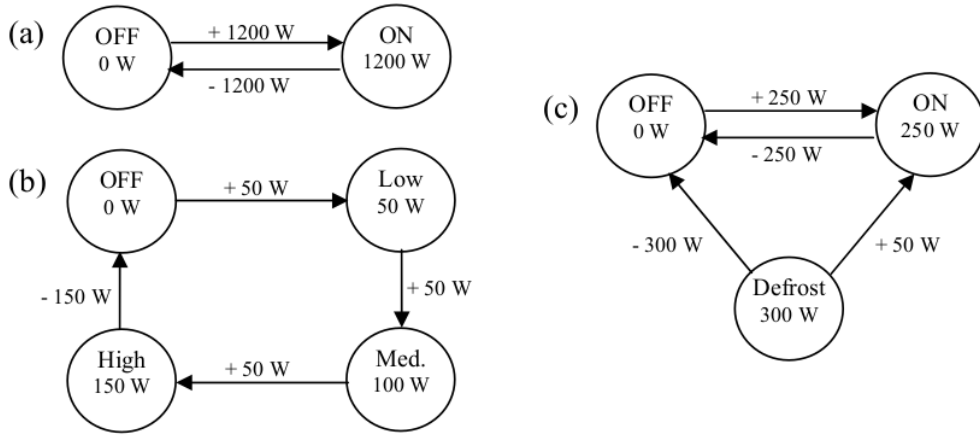 (a)
OFF
0 W
+ 1200 W
- 1200 W
ON
1200 W
(b)
OFF
0 W
+ 50 W
Low
50 W
+ 50 W
Med.
100 W
+ 50 W
High
150 W
- 150 W
(c)
OFF
0 W
+ 250 W
- 250 W
ON
250 W
- 300 W
+ 50 W
Defrost
300 W